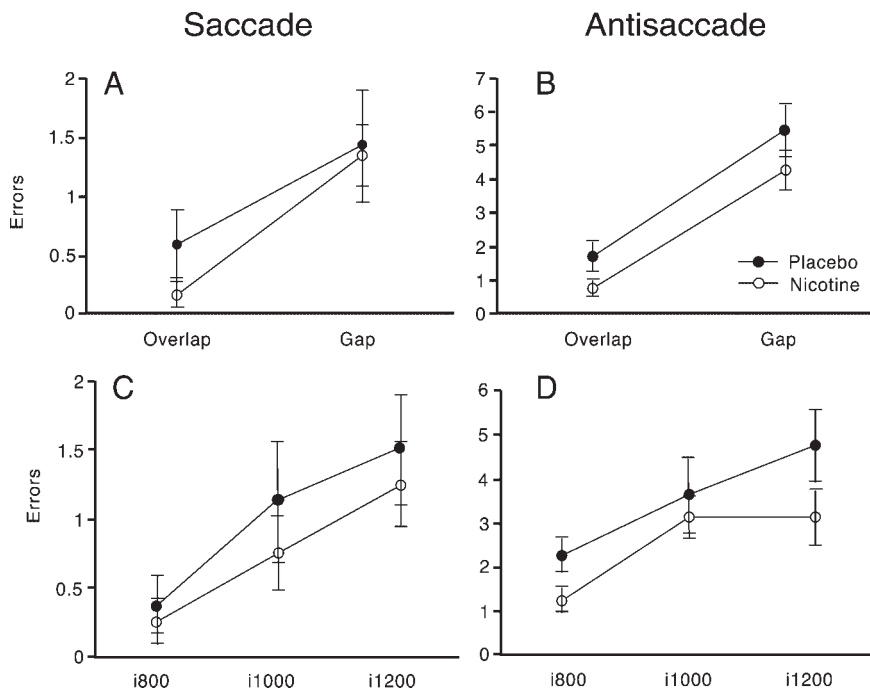 Saccade Antisaccade
A
2
1.5
1
0.5
0
Errors
Overlap Gap
B
7
6
5
4
3
2
1
0
Placebo
Nicotine
Overlap Gap
C
2
1.5
1
0.5
0
Errors
i800 i1000 i1200
D
6
5
4
3
2
1
0
i800 i1000 i1200